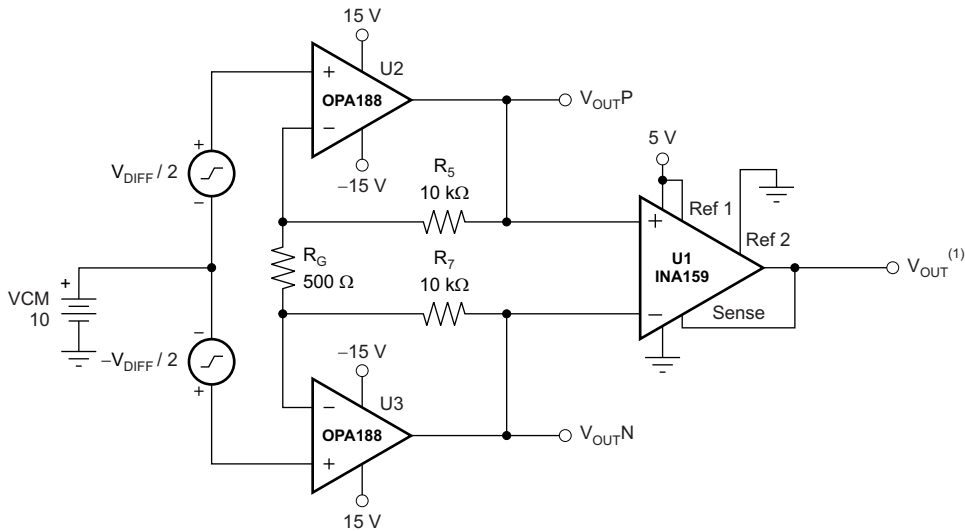 15 V
U2
+
OPA188
−
−15 V
V_OUT P
+
V_DIFF / 2
−
R_5
10 kΩ
5 V
Ref 1
Ref 2
+
U1
INA159
−
Sense
V_OUT (1)
R_G
500 Ω
R_7
10 kΩ
+
VCM
10
−
−V_DIFF / 2
+
−15 V
U3
−
OPA188
+
15 V
V_OUT N